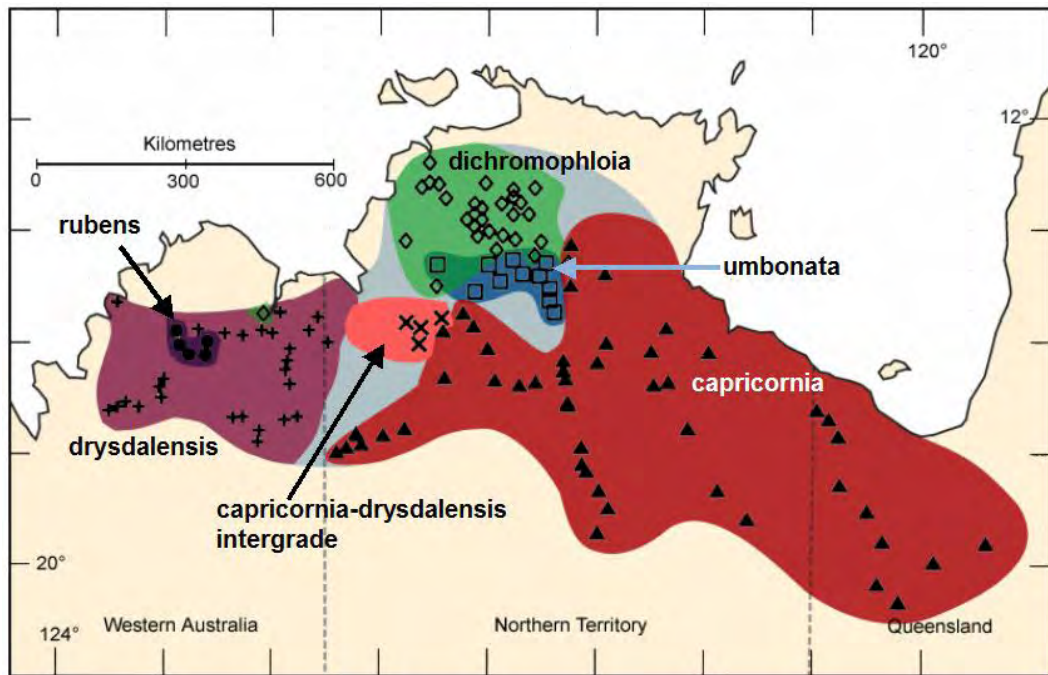 120°
12°
Kilometres
0 300 600
dichromophloia
rubens
umbonata
capricornia
drysdalensis
capricornia-drysdalensis
intergrade
20°
124°
Western Australia
Northern Territory
Queensland